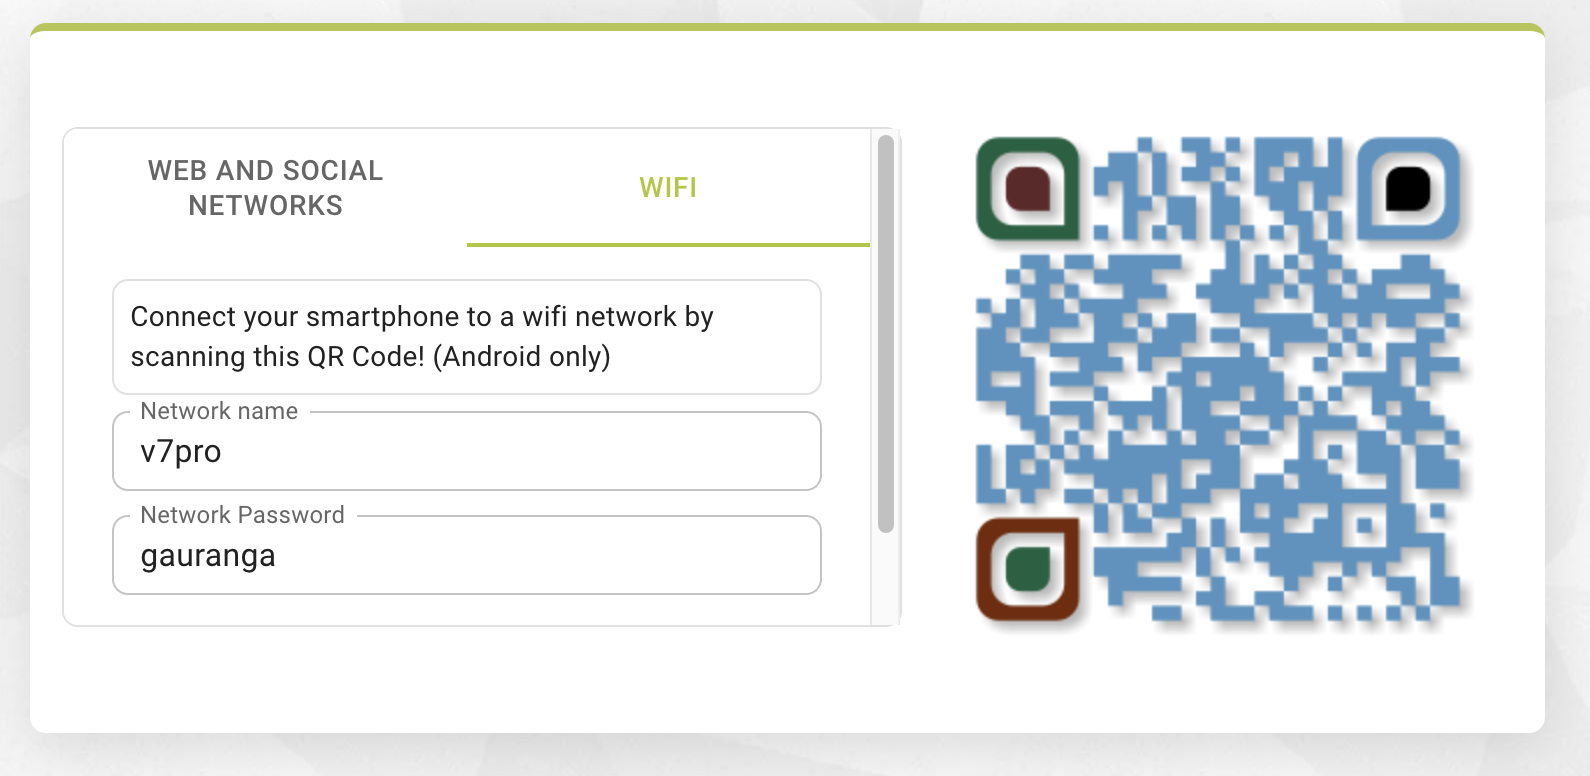 WEB AND SOCIAL
NETWORKS
WIFI
Connect your smartphone to a wifi network by
scanning this QR Code! (Android only)
Network name
v7pro
Network Password
gauranga